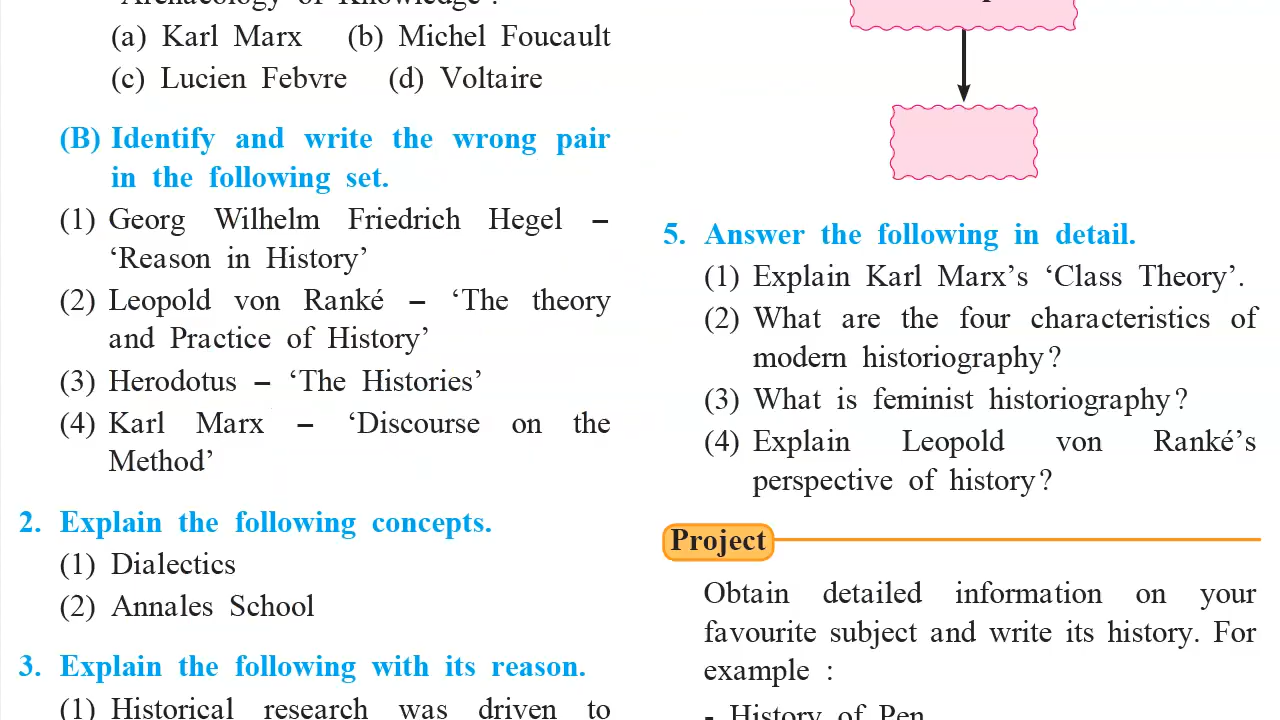 (a) Karl Marx (b) Michel Foucault
(c) Lucien Febvre (d) Voltaire
(B) Identify and write the wrong pair
in the following set.
(1) Georg Wilhelm Friedrich Hegel –
‘Reason in History’
(2) Leopold von Ranké – ‘The theory
and Practice of History’
(3) Herodotus – ‘The Histories’
(4) Karl Marx – ‘Discourse on the
Method’
2. Explain the following concepts.
(1) Dialectics
(2) Annales School
3. Explain the following with its reason.
(1) Historical research was driven to
5. Answer the following in detail.
(1) Explain Karl Marx’s ‘Class Theory’.
(2) What are the four characteristics of
modern historiography?
(3) What is feminist historiography?
(4) Explain Leopold von Ranké’s
perspective of history?
Project
Obtain detailed information on your
favourite subject and write its history. For
example :
- History of Pen